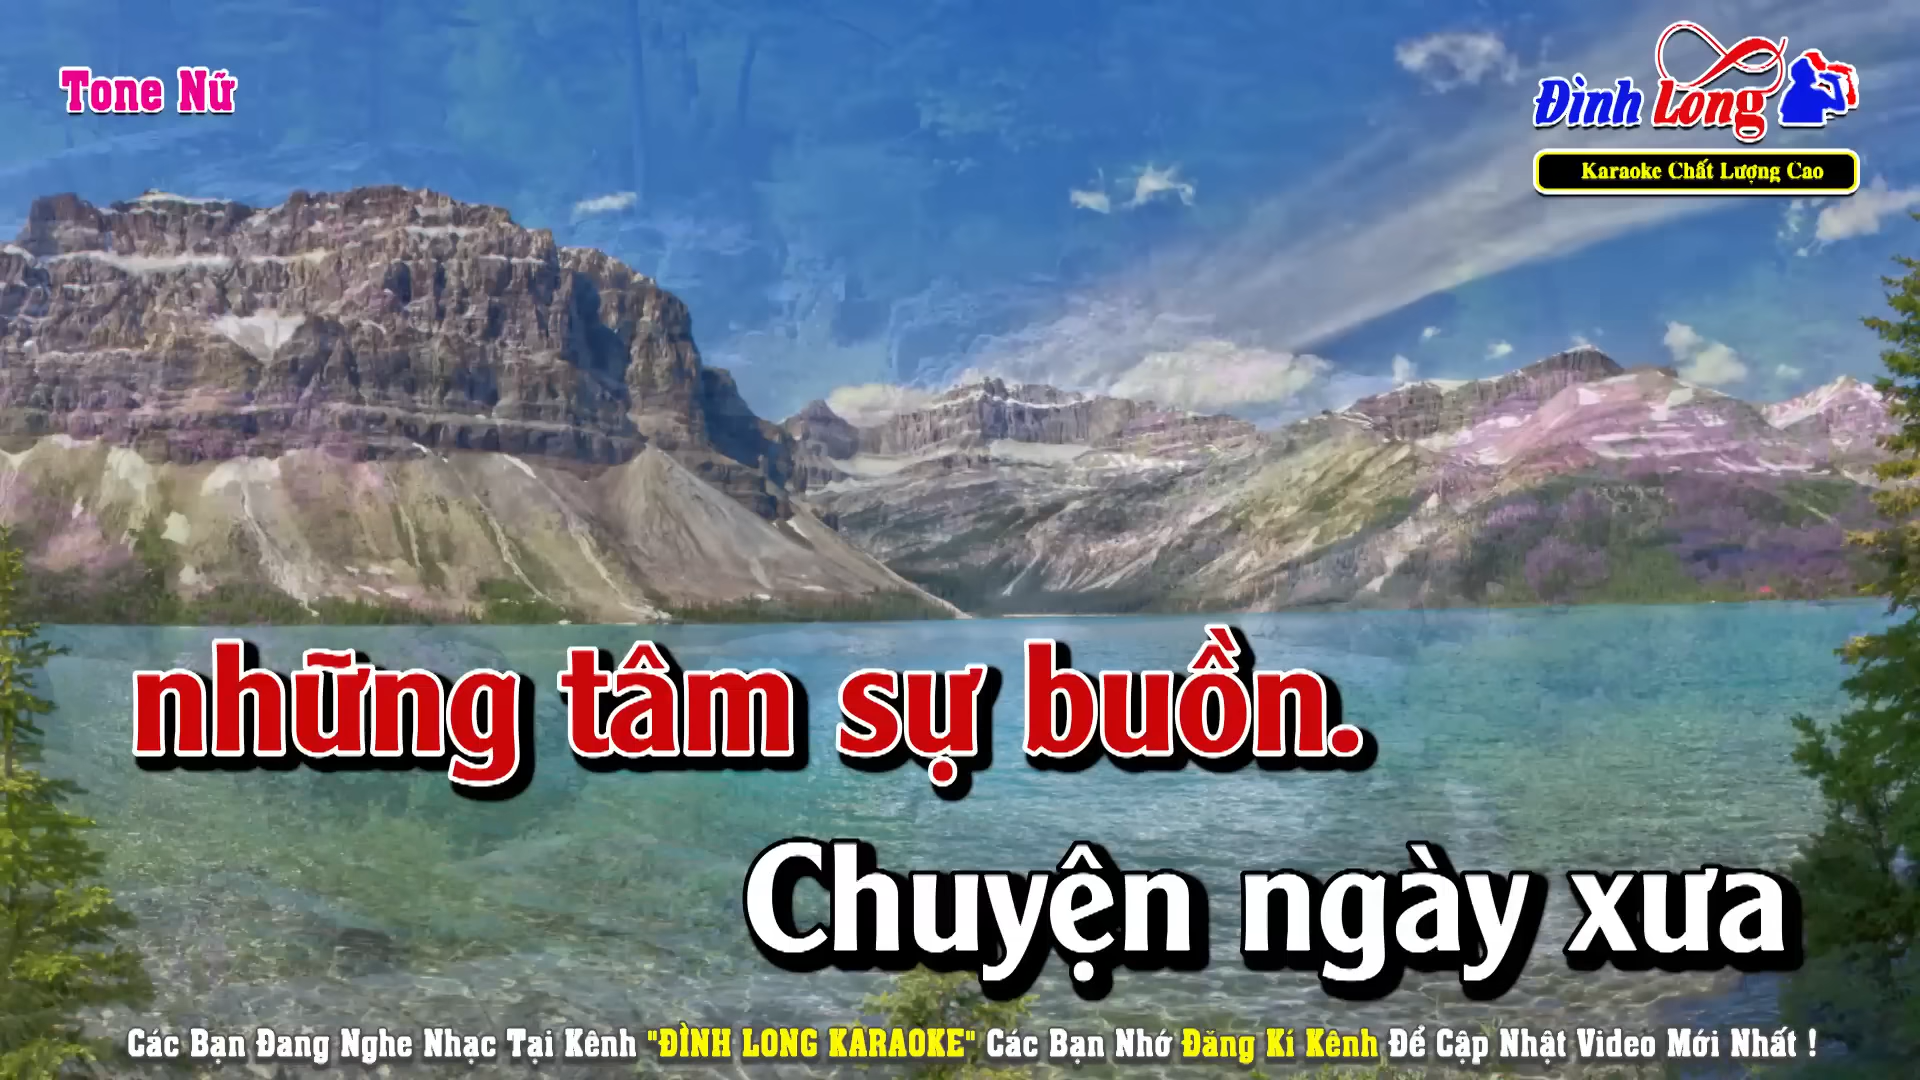 Tone Nữ
Đình Long
Karaoke Chất Lượng Cao
những tâm sự buồn.
Chuyện ngày xưa
Các Bạn Đang Nghe Nhạc Tại Kênh "ĐÌNH LONG KARAOKE" Các Bạn Nhớ Đăng Kí Kênh Để Cập Nhật Video Mới Nhất !